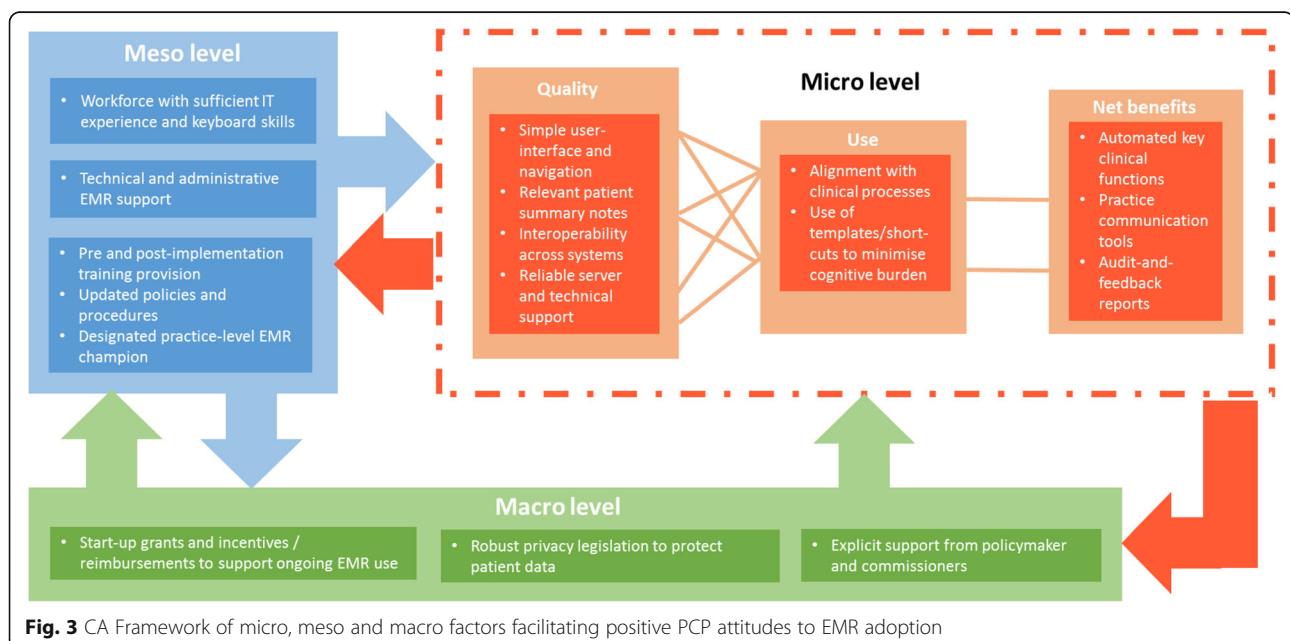 Meso level
• Workforce with sufficient IT
experience and keyboard skills
• Technical and administrative
EMR support
• Pre and post-implementation
training provision
• Updated policies and
procedures
• Designated practice-level EMR
champion
Micro level
Quality
• Simple user-
interface and
navigation
• Relevant patient
summary notes
• Interoperability
across systems
• Reliable server
and technical
support
Use
• Alignment with
clinical processes
• Use of
templates/short-
cuts to minimise
cognitive burden
Net benefits
• Automated key
clinical
functions
• Practice
communication
tools
• Audit-and-
feedback
reports
Macro level
• Start-up grants and incentives /
reimbursements to support ongoing EMR use
• Robust privacy legislation to protect
patient data
• Explicit support from policymaker
and commissioners
Fig. 3 CA Framework of micro, meso and macro factors facilitating positive PCP attitudes to EMR adoption